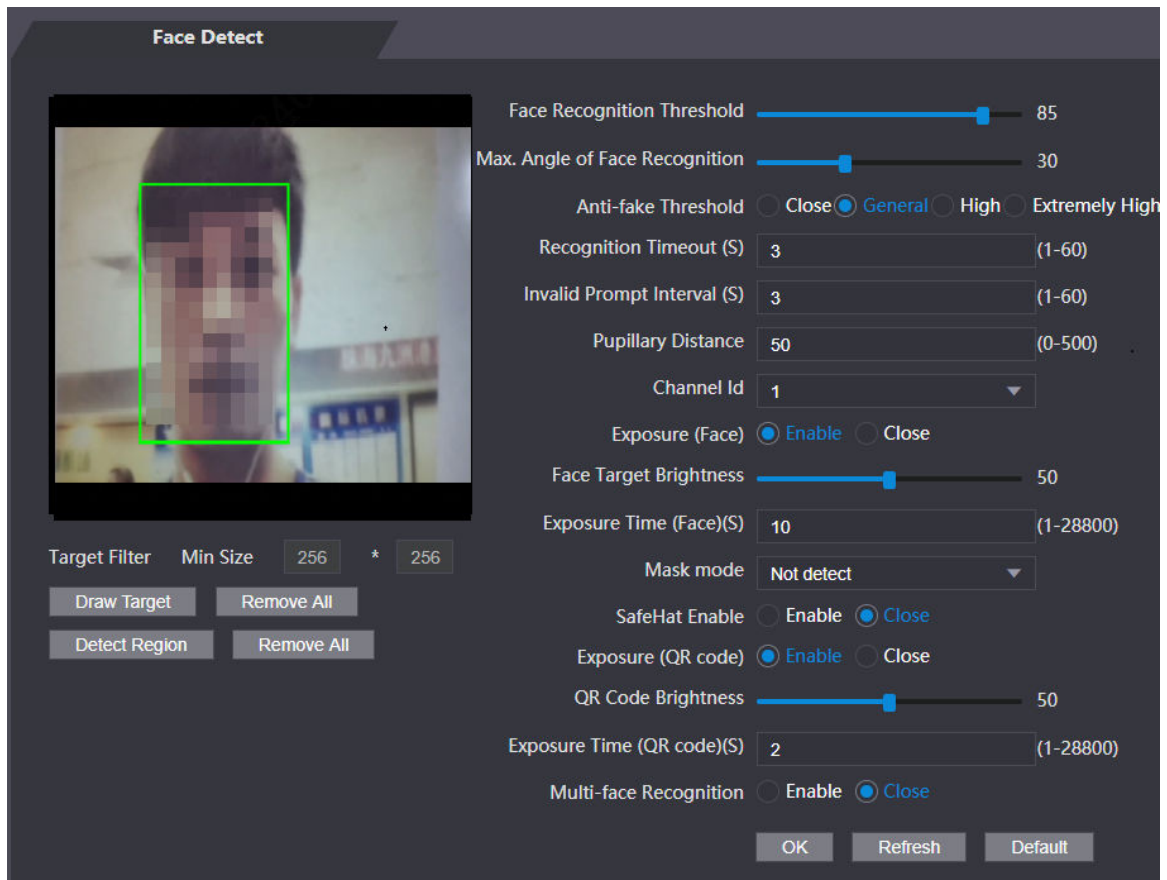 Face Detect
Face Recognition Threshold 85
Max. Angle of Face Recognition 30
Anti-fake Threshold Close General High Extremely High
Recognition Timeout (S) 3 (1-60)
Invalid Prompt Interval (S) 3 (1-60)
Pupillary Distance 50 (0-500)
Channel Id 1
Exposure (Face) Enable Close
Face Target Brightness 50
Exposure Time (Face)(S) 10 (1-28800)
Mask mode Not detect
SafeHat Enable Enable Close
Exposure (QR code) Enable Close
QR Code Brightness 50
Exposure Time (QR code)(S) 2 (1-28800)
Multi-face Recognition Enable Close
OK Refresh Default
Target Filter Min Size 256 * 256
Draw Target Remove All
Detect Region Remove All